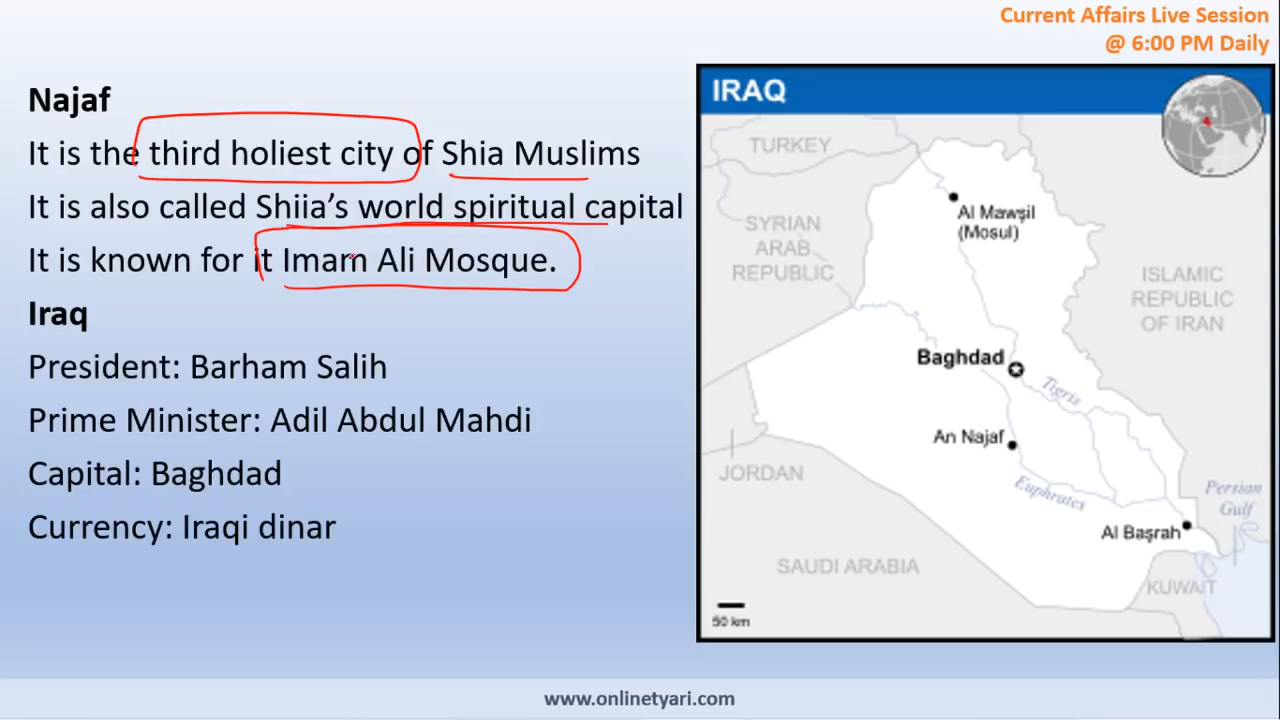 Current Affairs Live Session
@ 6:00 PM Daily
Najaf
It is the third holiest city of Shia Muslims
It is also called Shiia’s world spiritual capital
It is known for it Imam Ali Mosque.
Iraq
President: Barham Salih
Prime Minister: Adil Abdul Mahdi
Capital: Baghdad
Currency: Iraqi dinar
IRAQ
TURKEY
Al Mawşil
(Mosul)
SYRIAN
ARAB
REPUBLIC
ISLAMIC
REPUBLIC
OF IRAN
Baghdad
Tigris
An Najaf
JORDAN
Euphrates
Persian
Gulf
Al Başrah
SAUDI ARABIA
KUWAIT
50 km
www.onlinetyari.com